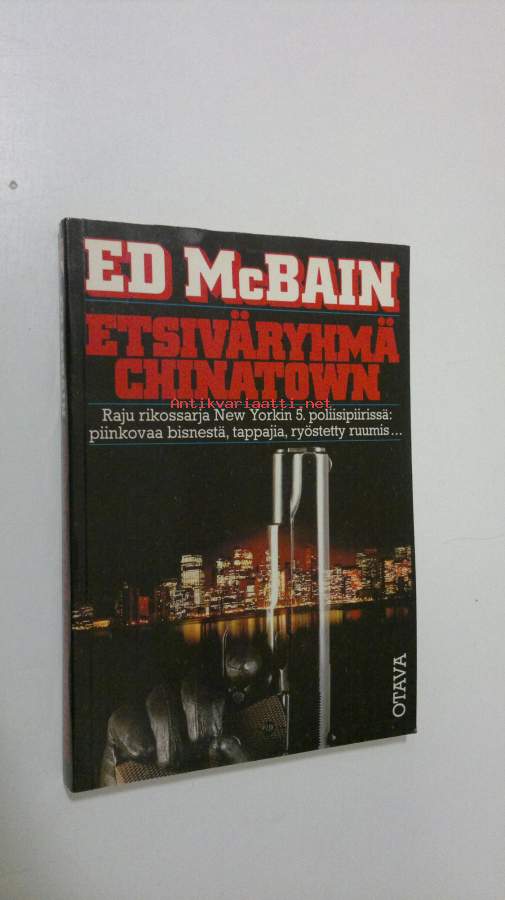 ED McBAIN
ETSIVÄRYHMÄ
CHINATOWN
Antikvariaatti.net
Raju rikossarja New Yorkin 5. poliisipiirissä:
piinkovaa bisnestä, tappajia, ryöstetty ruumis...
OTAVA